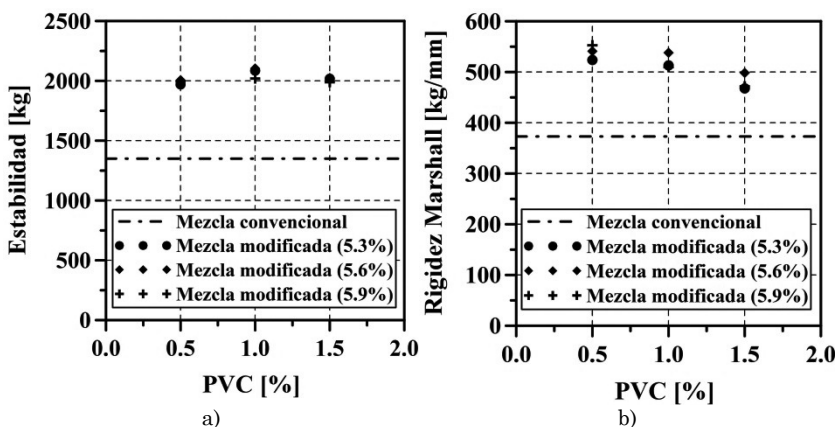 2500
2000
1500
1000
500
0
Estabilidad [kg]
Mezcla convencional
Mezcla modificada (5.3%)
Mezcla modificada (5.6%)
Mezcla modificada (5.9%)
0.0 0.5 1.0 1.5 2.0
PVC [%]
a)
600
500
400
300
200
100
0
Rigidez Marshall [kg/mm]
Mezcla convencional
Mezcla modificada (5.3%)
Mezcla modificada (5.6%)
Mezcla modificada (5.9%)
0.0 0.5 1.0 1.5 2.0
PVC [%]
b)